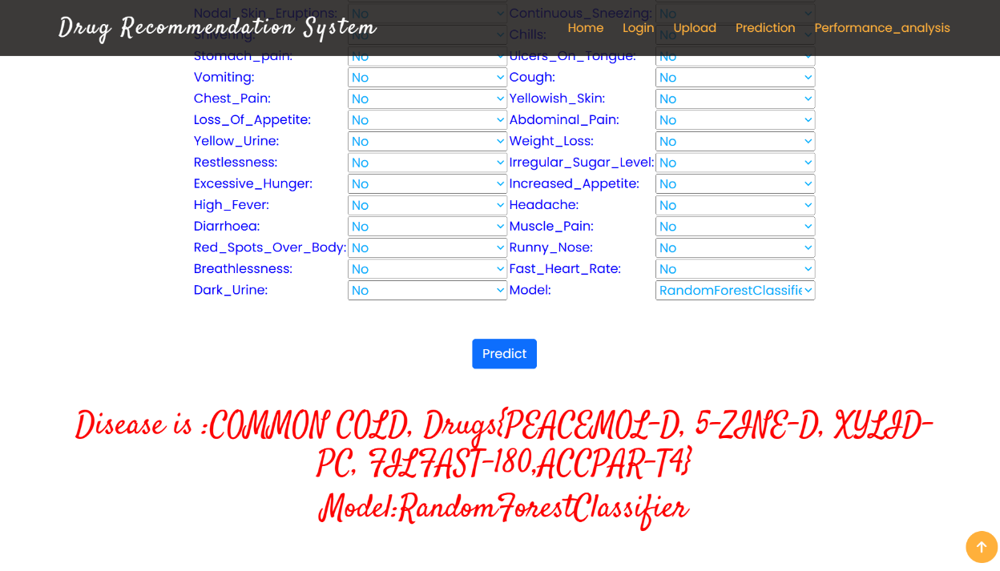 Nodal_Skin_Eruptions: No Continuous_Sneezing: No
Drug Recommendation System Home Login Upload Prediction Performance_analysis
Shivering: No Chills: No
Stomach_pain: No Ulcers_On_Tongue: No
Vomiting: No Cough: No
Chest_Pain: No Yellowish_Skin: No
Loss_Of_Appetite: No Abdominal_Pain: No
Yellow_Urine: No Weight_Loss: No
Restlessness: No Irregular_Sugar_Level: No
Excessive_Hunger: No Increased_Appetite: No
High_Fever: No Headache: No
Diarrhoea: No Muscle_Pain: No
Red_Spots_Over_Body: No Runny_Nose: No
Breathlessness: No Fast_Heart_Rate: No
Dark_Urine: No Model: RandomForestClassifie
Predict
Disease is :COMMON COLD, Drugs{PEACEMOL-D, 5-ZINE-D, XYLID-
PC, FILFAST-180,ACCPAR-T4}
Model:RandomForestClassifier